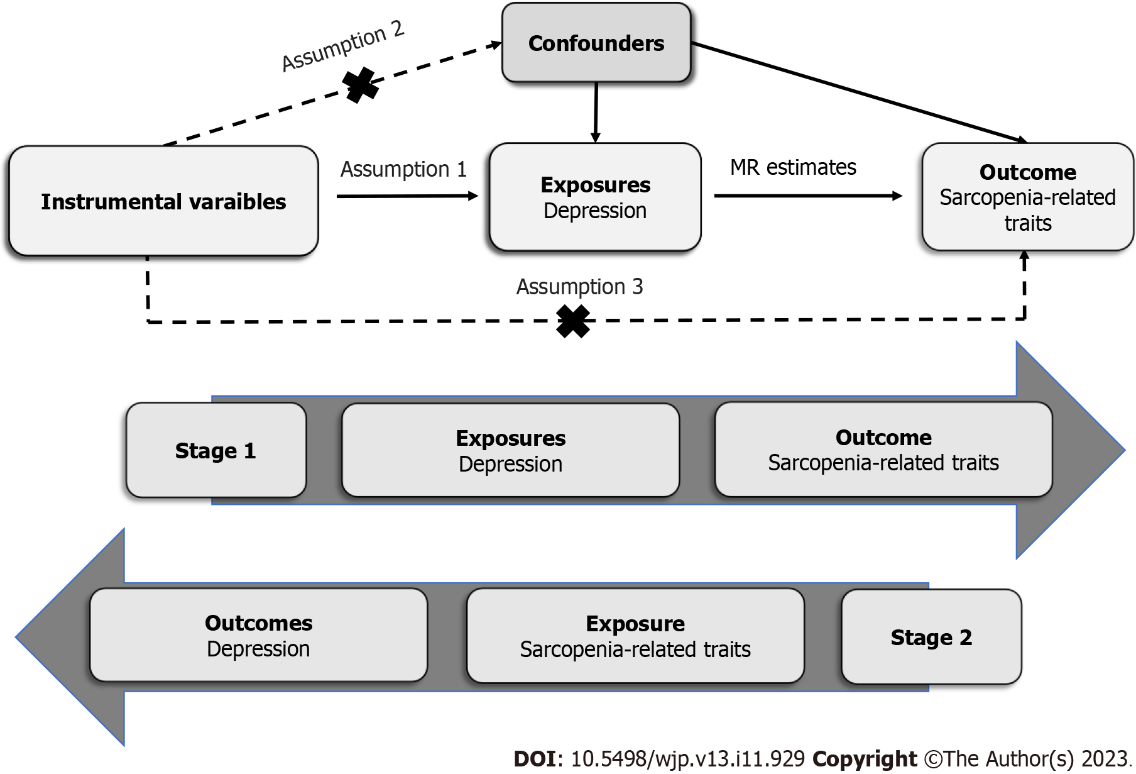 Assumption 2
Confounders
Instrumental varaibles
Assumption 1
Exposures
Depression
MR estimates
Outcome
Sarcopenia-related
traits
Assumption 3
Stage 1
Exposures
Depression
Outcome
Sarcopenia-related traits
Outcomes
Depression
Exposure
Sarcopenia-related traits
Stage 2
DOI: 10.5498/wjp.v13.i11.929 Copyright ©The Author(s) 2023.